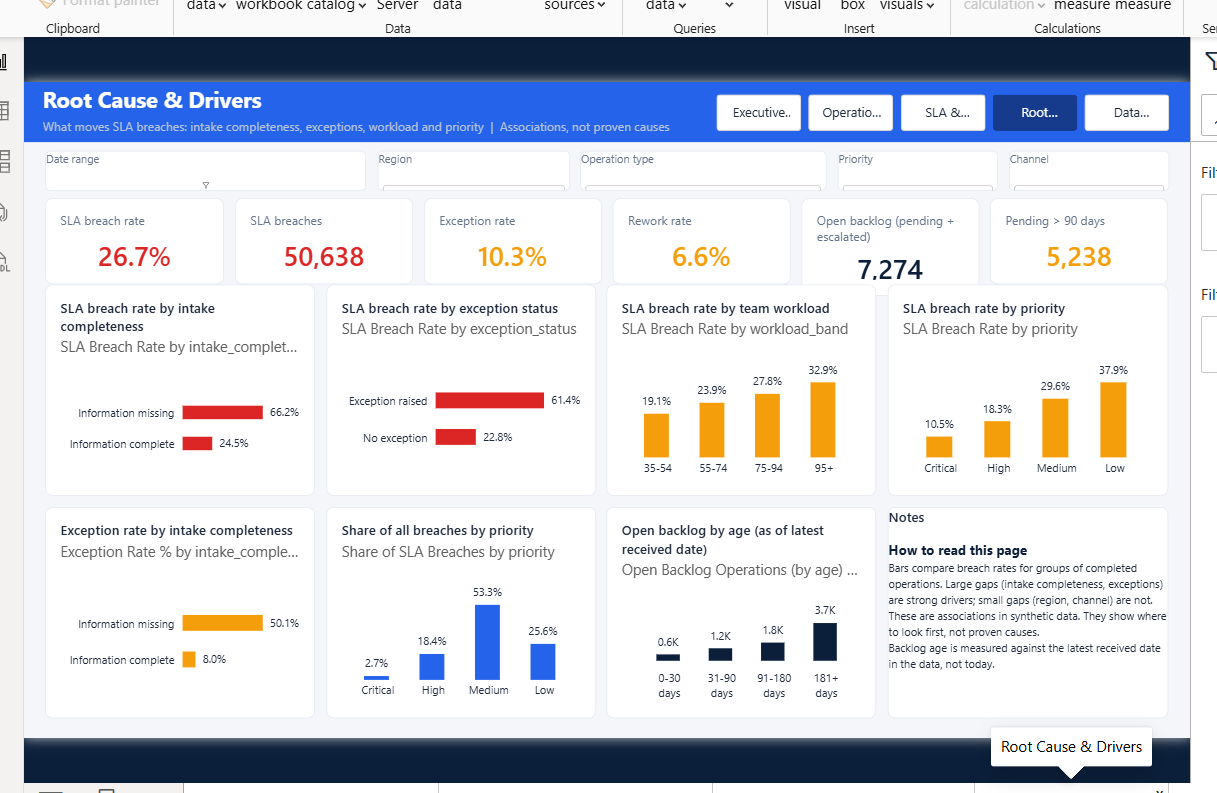 Format painter
data
workbook catalog
Server
data
sources
data
visual
box
visuals
calculation
measure measure
Clipboard
Data
Queries
Insert
Calculations
Root Cause & Drivers
What moves SLA breaches: intake completeness, exceptions, workload and priority | Associations, not proven causes
Executive..
Operatio...
SLA &...
Root...
Data...
Date range
Region
Operation type
Priority
Channel
SLA breach rate
26.7%
SLA breaches
50,638
Exception rate
10.3%
Rework rate
6.6%
Open backlog (pending +
escalated)
7,274
Pending > 90 days
5,238
SLA breach rate by intake
completeness
SLA Breach Rate by intake_complet...
Information missing
66.2%
Information complete
24.5%
SLA breach rate by exception status
SLA Breach Rate by exception_status
Exception raised
61.4%
No exception
22.8%
SLA breach rate by team workload
SLA Breach Rate by workload_band
19.1%
23.9%
27.8%
32.9%
35-54
55-74
75-94
95+
SLA breach rate by priority
SLA Breach Rate by priority
10.5%
18.3%
29.6%
37.9%
Critical
High
Medium
Low
Exception rate by intake completeness
Exception Rate % by intake_comple...
Information missing
50.1%
Information complete
8.0%
Share of all breaches by priority
Share of SLA Breaches by priority
2.7%
18.4%
53.3%
25.6%
Critical
High
Medium
Low
Open backlog by age (as of latest
received date)
Open Backlog Operations (by age) ...
0.6K
1.2K
1.8K
3.7K
0-30
days
31-90
days
91-180
days
181+
days
Notes
How to read this page
Bars compare breach rates for groups of completed
operations. Large gaps (intake completeness, exceptions)
are strong drivers; small gaps (region, channel) are not.
These are associations in synthetic data. They show where
to look first, not proven causes.
Backlog age is measured against the latest received date
in the data, not today.
Root Cause & Drivers